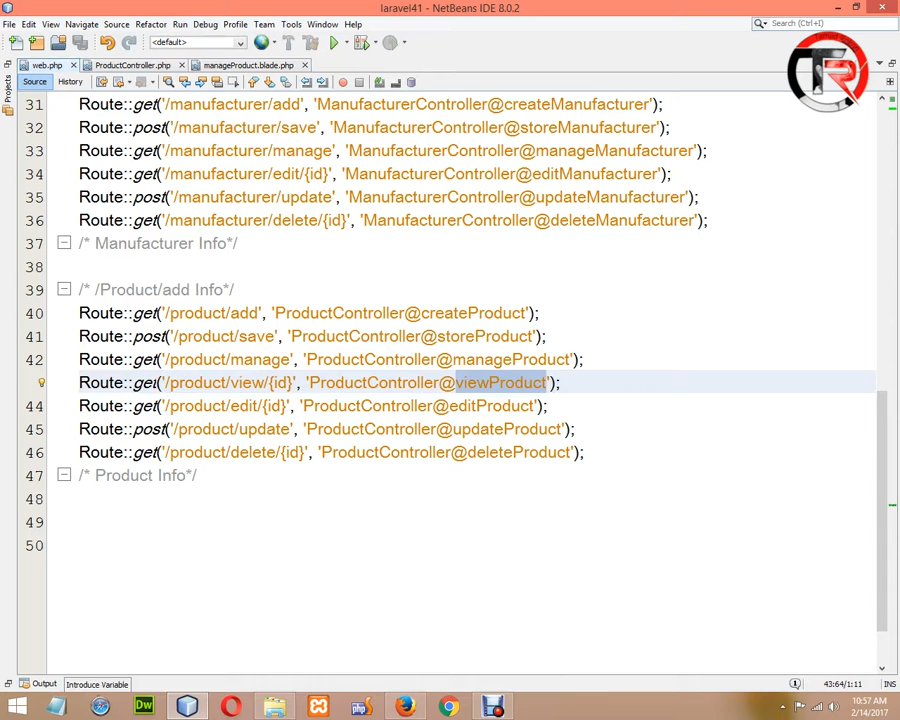 laravel41 - NetBeans IDE 8.0.2
File Edit View Navigate Source Refactor Run Debug Profile Team Tools Window Help
Search (Ctrl+I)
<default>
web.php ProductController.php manageProduct.blade.php
Source History
Projects
TR
31 Route::get('/manufacturer/add', 'ManufacturerController@createManufacturer');
32 Route::post('/manufacturer/save', 'ManufacturerController@storeManufacturer');
33 Route::get('/manufacturer/manage', 'ManufacturerController@manageManufacturer');
34 Route::get('/manufacturer/edit/{id}', 'ManufacturerController@editManufacturer');
35 Route::post('/manufacturer/update', 'ManufacturerController@updateManufacturer');
36 Route::get('/manufacturer/delete/{id}', 'ManufacturerController@deleteManufacturer');
37 /* Manufacturer Info*/
38
39 /* /Product/add Info*/
40 Route::get('/product/add', 'ProductController@createProduct');
41 Route::post('/product/save', 'ProductController@storeProduct');
42 Route::get('/product/manage', 'ProductController@manageProduct');
Route::get('/product/view/{id}', 'ProductController@viewProduct');
44 Route::get('/product/edit/{id}', 'ProductController@editProduct');
45 Route::post('/product/update', 'ProductController@updateProduct');
46 Route::get('/product/delete/{id}', 'ProductController@deleteProduct');
47 /* Product Info*/
48
49
50
Output Introduce Variable
43:64/1:11 INS
10:57 AM
2/14/2017